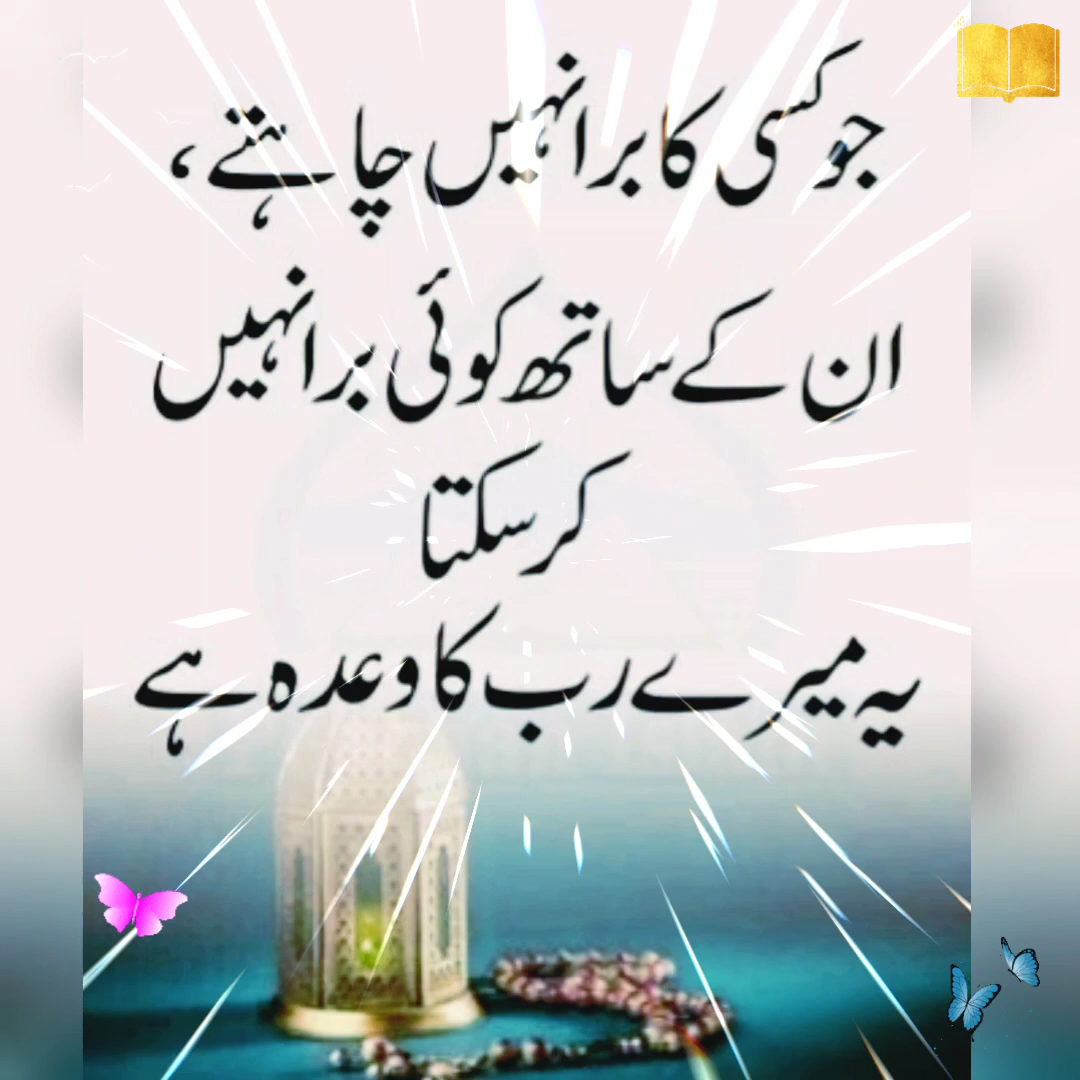 جو کسی کا برا نہیں چاہتے،
ان کے ساتھ کوئی برا نہیں
کر سکتا
یہ میرے رب کا وعدہ ہے